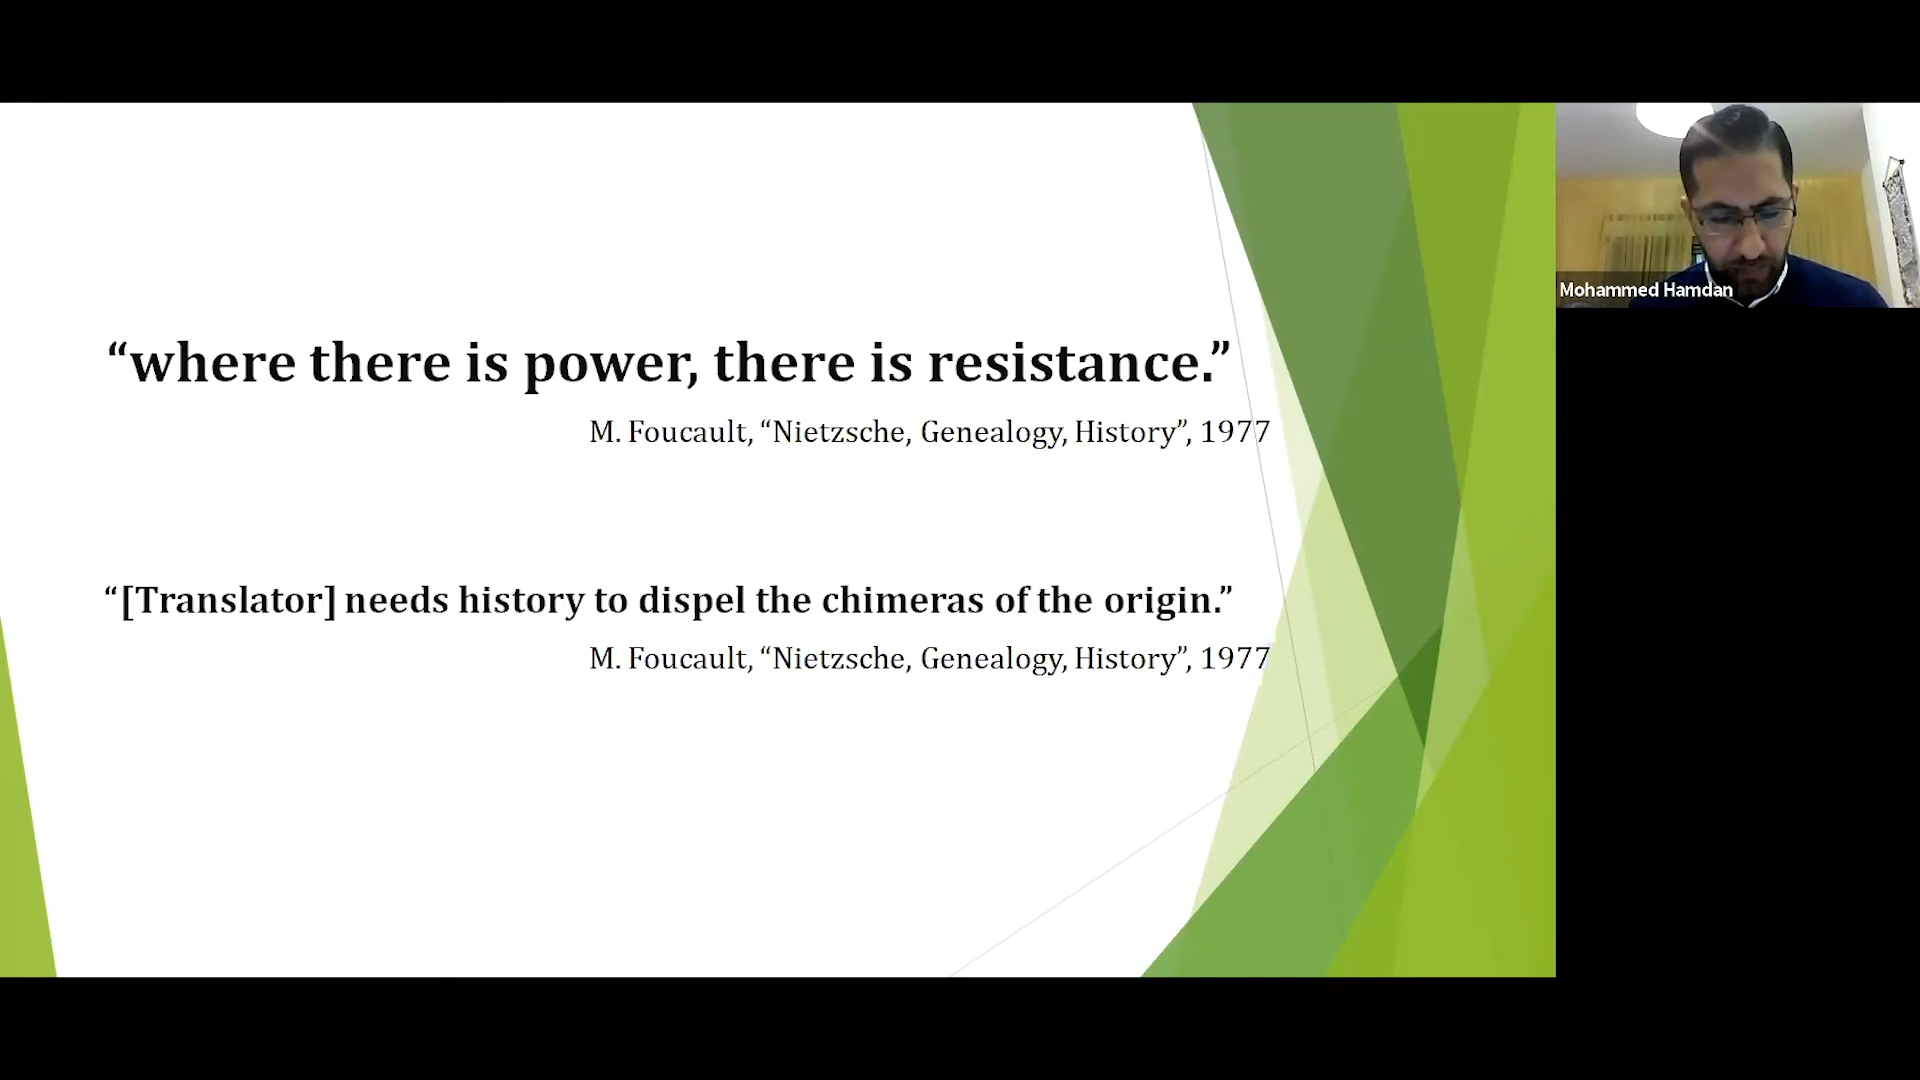 “where there is power, there is resistance.”
M. Foucault, “Nietzsche, Genealogy, History”, 1977
“[Translator] needs history to dispel the chimeras of the origin.”
M. Foucault, “Nietzsche, Genealogy, History”, 1977
Mohammed Hamdan